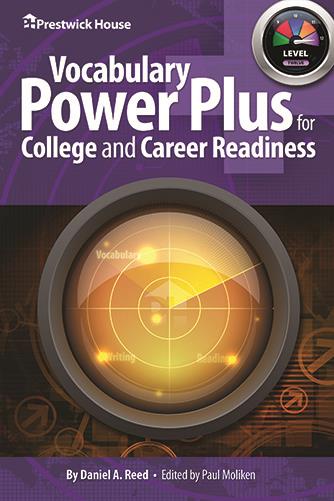 Prestwick House
LEVEL
TWELVE
Vocabulary
Power Plus for
College and Career Readiness
Vocabulary
Writing
Reading
By Daniel A. Reed • Edited by Paul Moliken